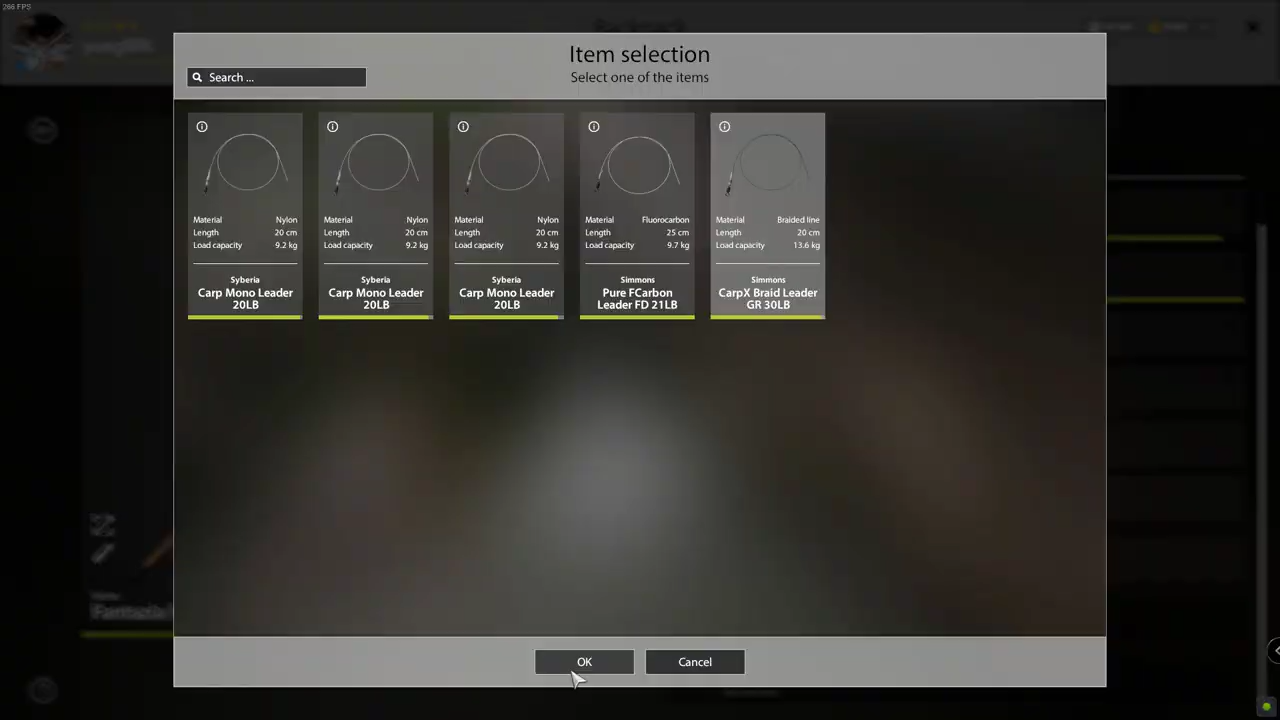 266 FPS
Item selection
Select one of the items
Search ...
Material Nylon
Length 20 cm
Load capacity 9.2 kg
Syberia
Carp Mono Leader
20LB
Material Nylon
Length 20 cm
Load capacity 9.2 kg
Syberia
Carp Mono Leader
20LB
Material Nylon
Length 20 cm
Load capacity 9.2 kg
Syberia
Carp Mono Leader
20LB
Material Fluorocarbon
Length 25 cm
Load capacity 9.7 kg
Simmons
Pure FCarbon
Leader FD 21LB
Material Braided line
Length 20 cm
Load capacity 13.6 kg
Simmons
CarpX Braid Leader
GR 30LB
OK
Cancel